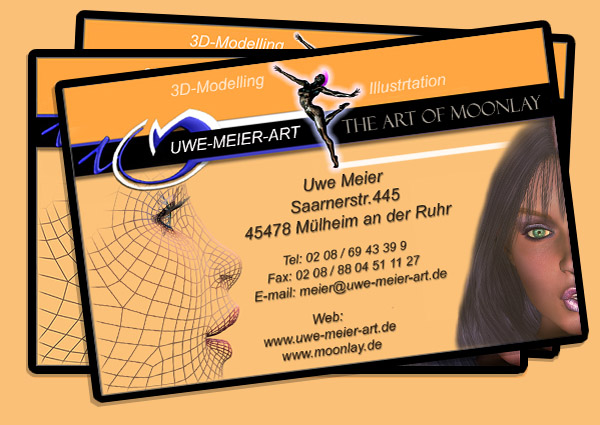 3D-Modelling
3D-Modelling Illustrtation
UWE-MEIER-ART THE ART OF MOONLAY
Uwe Meier
Saarnerstr.445
45478 Mülheim an der Ruhr
Tel: 02 08 / 69 43 39 9
Fax: 02 08 / 88 04 51 11 27
E-mail: meier@uwe-meier-art.de
Web:
www.uwe-meier-art.de
www.moonlay.de